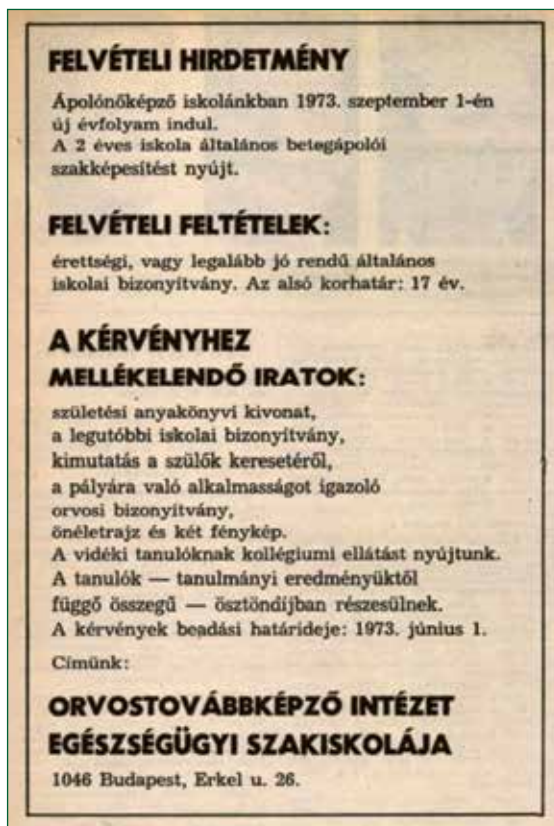 FELVÉTELI HIRDETMÉNY
Ápolónőképző iskolánkban 1973. szeptember 1-én
új évfolyam indul.
A 2 éves iskola általános betegápolói
szakképesítést nyújt.
FELVÉTELI FELTÉTELEK:
érettségi, vagy legalább jó rendű általános
iskolai bizonyítvány. Az alsó korhatár: 17 év.
A KÉRVÉNYHEZ
MELLÉKELENDŐ IRATOK:
születési anyakönyvi kivonat,
a legutóbbi iskolai bizonyítvány,
kimutatás a szülők keresetéről,
a pályára való alkalmasságot igazoló
orvosi bizonyítvány,
önéletrajz és két fénykép.
A vidéki tanulóknak kollégiumi ellátást nyújtunk.
A tanulók — tanulmányi eredményüktől
függő összegű — ösztöndíjban részesülnek.
A kérvények beadási határideje: 1973. június 1.
Címünk:
ORVOSTOVÁBBKÉPZŐ INTÉZET
EGÉSZSÉGÜGYI SZAKISKOLÁJA
1046 Budapest, Erkel u. 26.